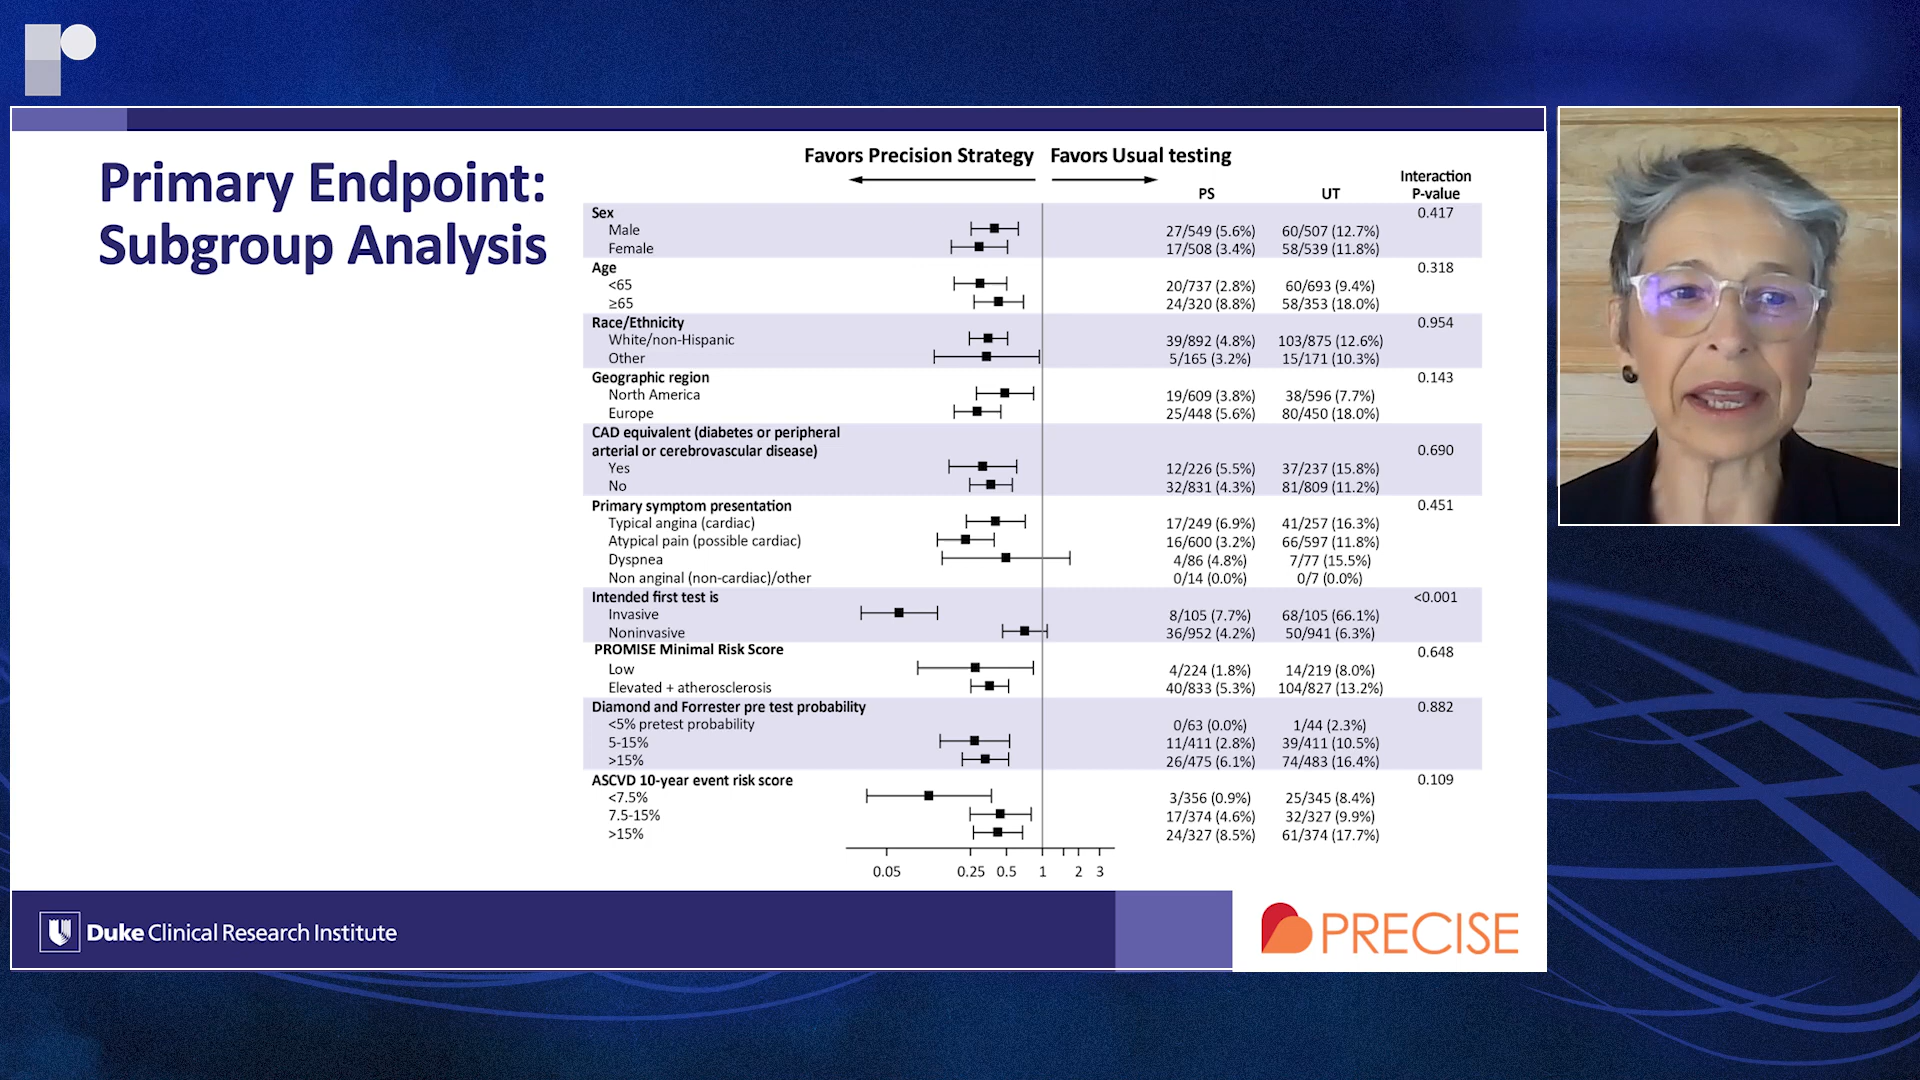 Primary Endpoint:
Subgroup Analysis
Favors Precision Strategy Favors Usual testing
PS UT Interaction P-value
Sex 0.417
Male 27/549 (5.6%) 60/507 (12.7%)
Female 17/508 (3.4%) 58/539 (11.8%)
Age 0.318
<65 20/737 (2.8%) 60/693 (9.4%)
≥65 24/320 (8.8%) 58/353 (18.0%)
Race/Ethnicity 0.954
White/non-Hispanic 39/892 (4.8%) 103/875 (12.6%)
Other 5/165 (3.2%) 15/171 (10.3%)
Geographic region 0.143
North America 19/609 (3.8%) 38/596 (7.7%)
Europe 25/448 (5.6%) 80/450 (18.0%)
CAD equivalent (diabetes or peripheral
arterial or cerebrovascular disease) 0.690
Yes 12/226 (5.5%) 37/237 (15.8%)
No 32/831 (4.3%) 81/809 (11.2%)
Primary symptom presentation 0.451
Typical angina (cardiac) 17/249 (6.9%) 41/257 (16.3%)
Atypical pain (possible cardiac) 16/600 (3.2%) 66/597 (11.8%)
Dyspnea 4/86 (4.8%) 7/77 (15.5%)
Non anginal (non-cardiac)/other 0/14 (0.0%) 0/7 (0.0%)
Intended first test is <0.001
Invasive 8/105 (7.7%) 68/105 (66.1%)
Noninvasive 36/952 (4.2%) 50/941 (6.3%)
PROMISE Minimal Risk Score 0.648
Low 4/224 (1.8%) 14/219 (8.0%)
Elevated + atherosclerosis 40/833 (5.3%) 104/827 (13.2%)
Diamond and Forrester pre test probability 0.882
<5% pretest probability 0/63 (0.0%) 1/44 (2.3%)
5-15% 11/411 (2.8%) 39/411 (10.5%)
>15% 26/475 (6.1%) 74/483 (16.4%)
ASCVD 10-year event risk score 0.109
<7.5% 3/356 (0.9%) 25/345 (8.4%)
7.5-15% 17/374 (4.6%) 32/327 (9.9%)
>15% 24/327 (8.5%) 61/374 (17.7%)
0.05 0.25 0.5 1 2 3
Duke Clinical Research Institute
PRECISE